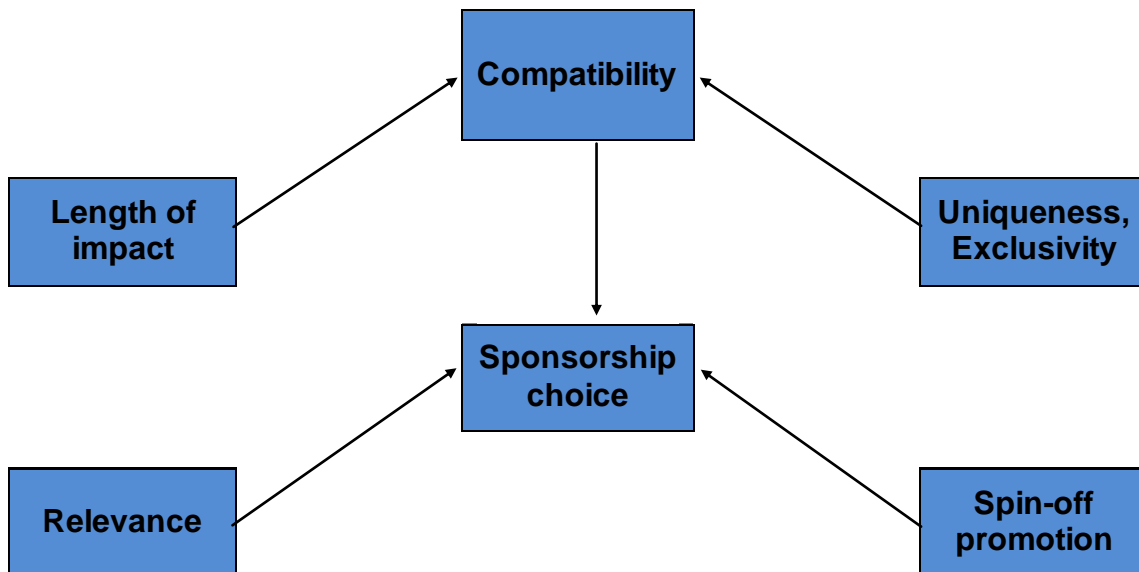 Compatibility
Length of
impact
Uniqueness,
Exclusivity
Sponsorship
choice
Relevance
Spin-off
promotion